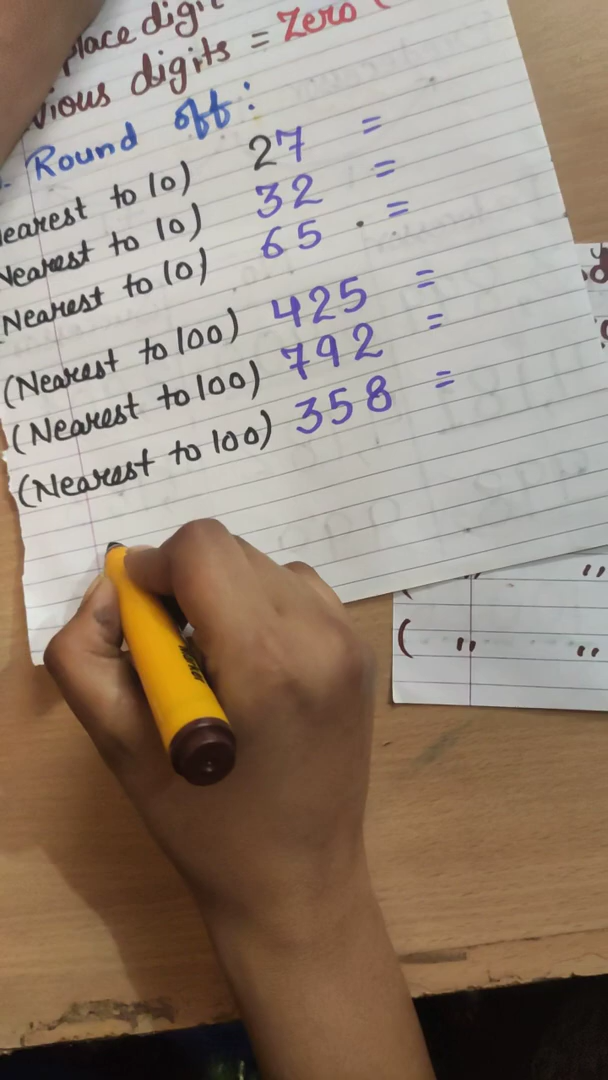 place digit
vious digits = Zero (
Round off :
Nearest to 10) 27 =
Nearest to 10) 32 =
(Nearest to 10) 65 =
(Nearest to 100) 425 =
(Nearest to 100) 792 =
(Nearest to 100) 358 =
( " "